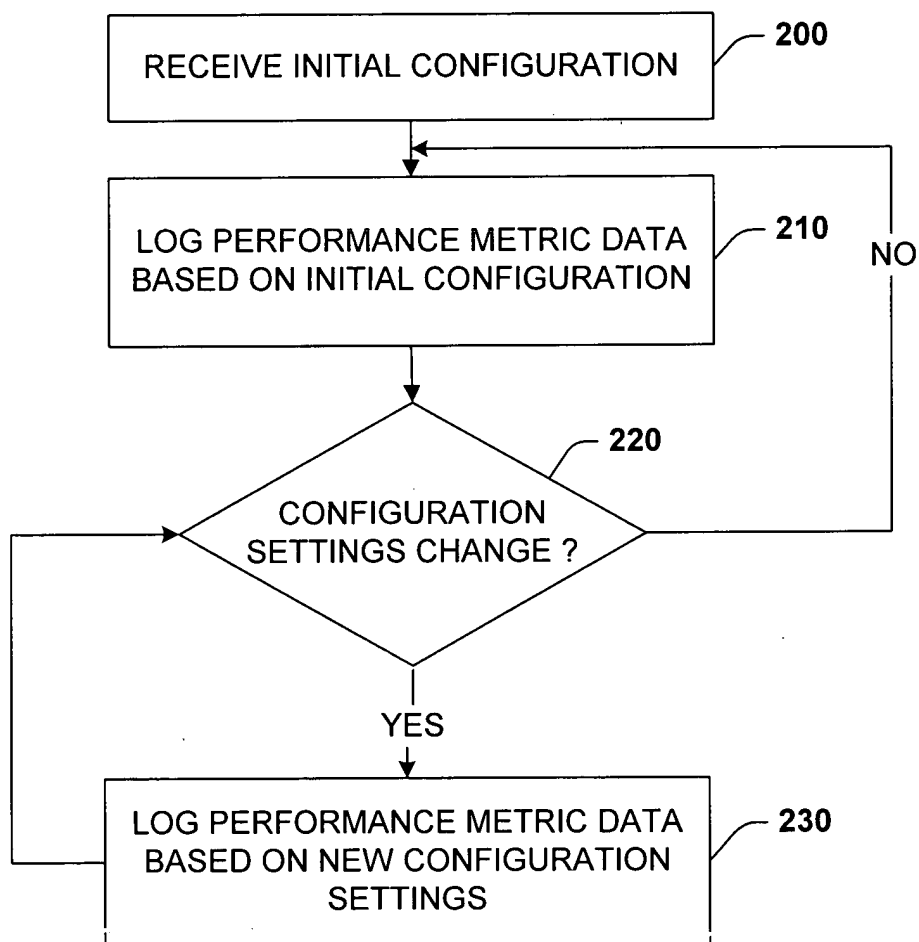 RECEIVE INITIAL CONFIGURATION
200
LOG PERFORMANCE METRIC DATA
BASED ON INITIAL CONFIGURATION
210
NO
220
CONFIGURATION
SETTINGS CHANGE ?
YES
LOG PERFORMANCE METRIC DATA
BASED ON NEW CONFIGURATION
SETTINGS
230